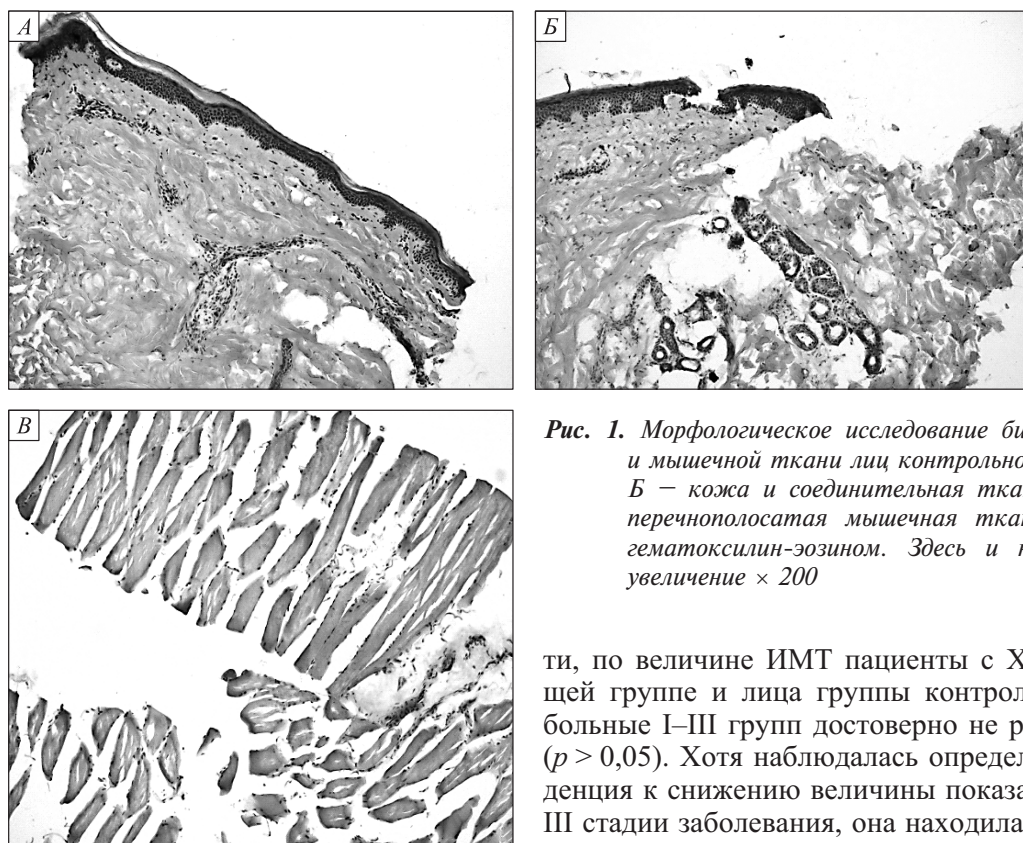 А
Б
В
Рис. 1. Морфологическое исследование би
и мышечной ткани лиц контрольно
Б — кожа и соединительная тка
перечнополосатая мышечная тка
гематоксилин-эозином. Здесь и
увеличение × 200
ти, по величине ИМТ пациенты с Х
щей группе и лица группы контрол
больные I–III групп достоверно не р
(p > 0,05). Хотя наблюдалась определ
денция к снижению величины показа
III стадии заболевания, она находила